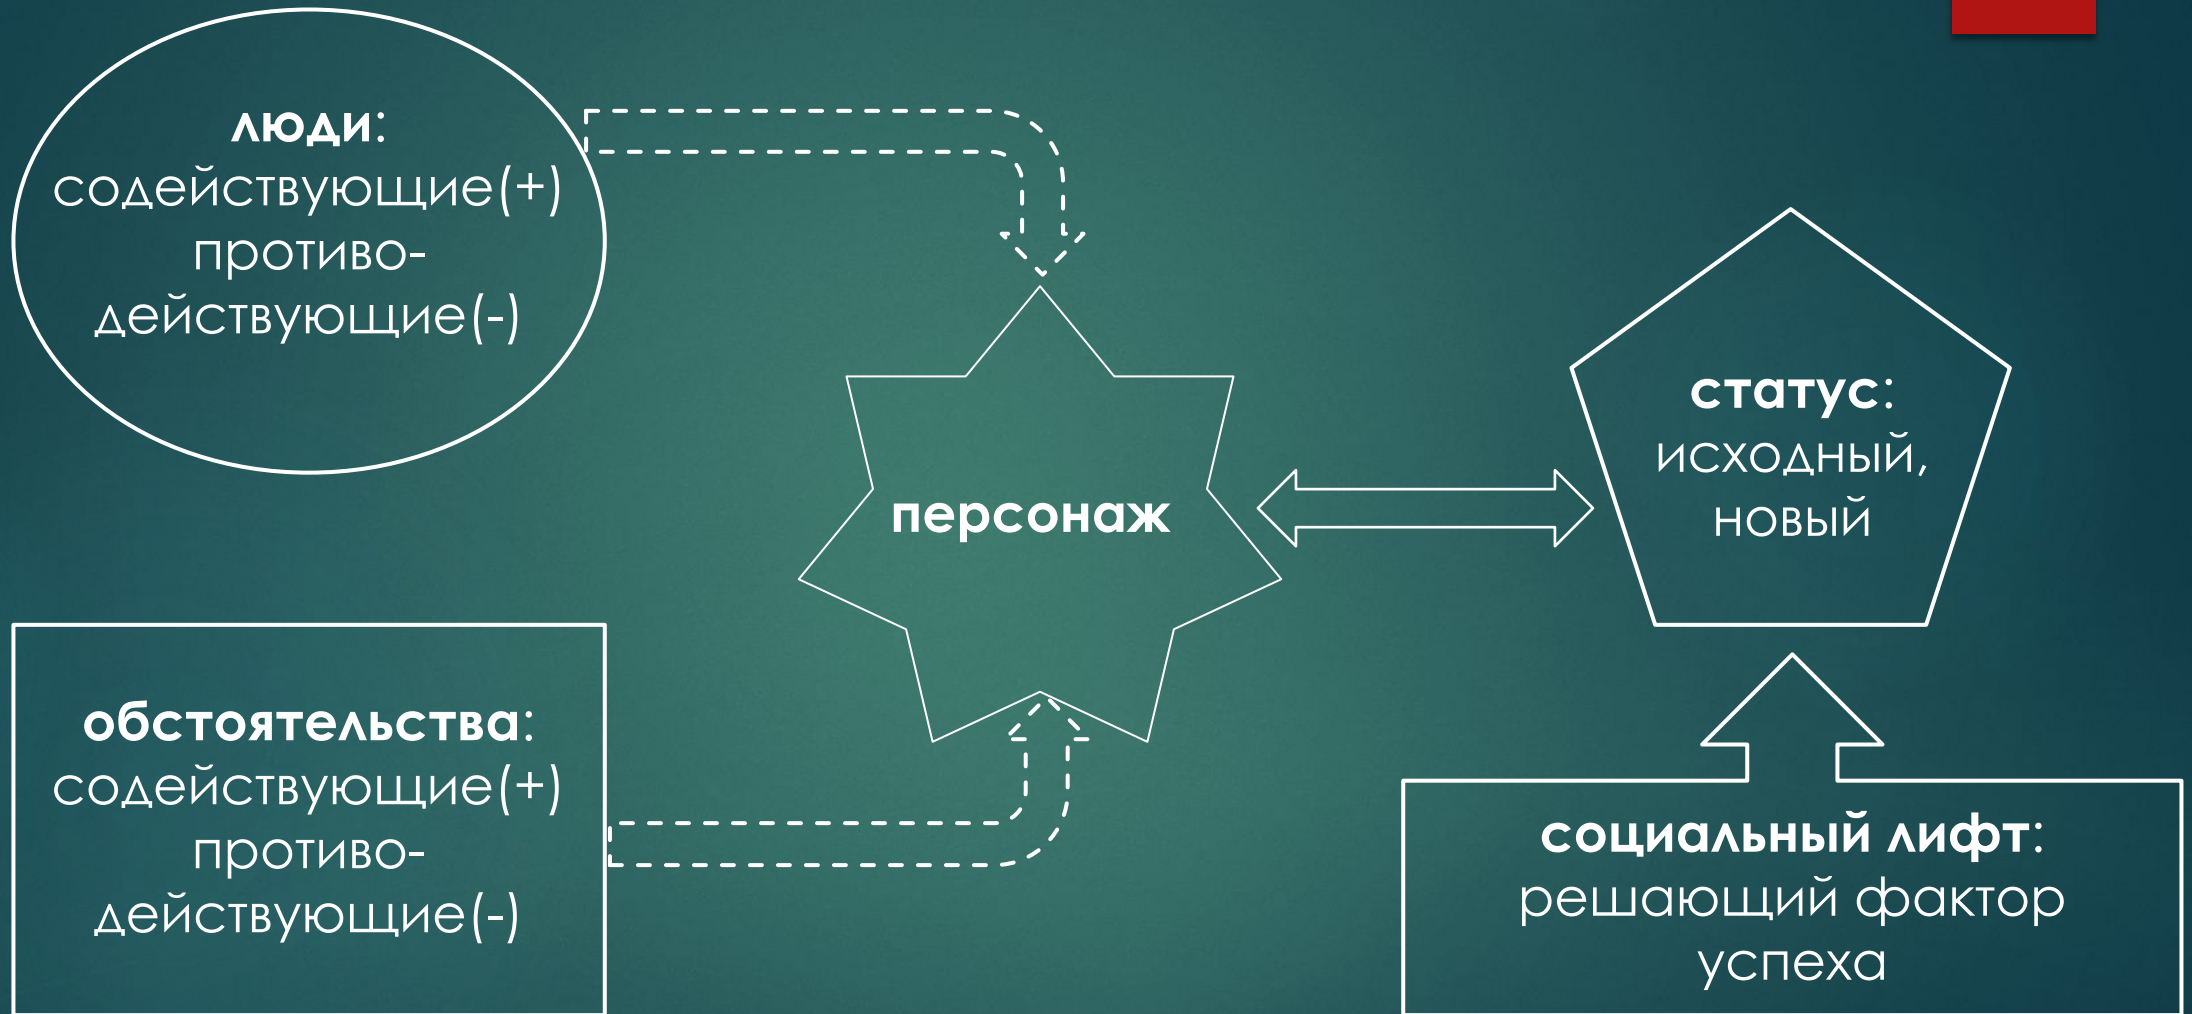 люди:
содействующие(+)
противо-
действующие(-)
персонаж
статус:
исходный,
новый
обстоятельства:
содействующие(+)
противо-
действующие(-)
социальный лифт:
решающий фактор
успеха